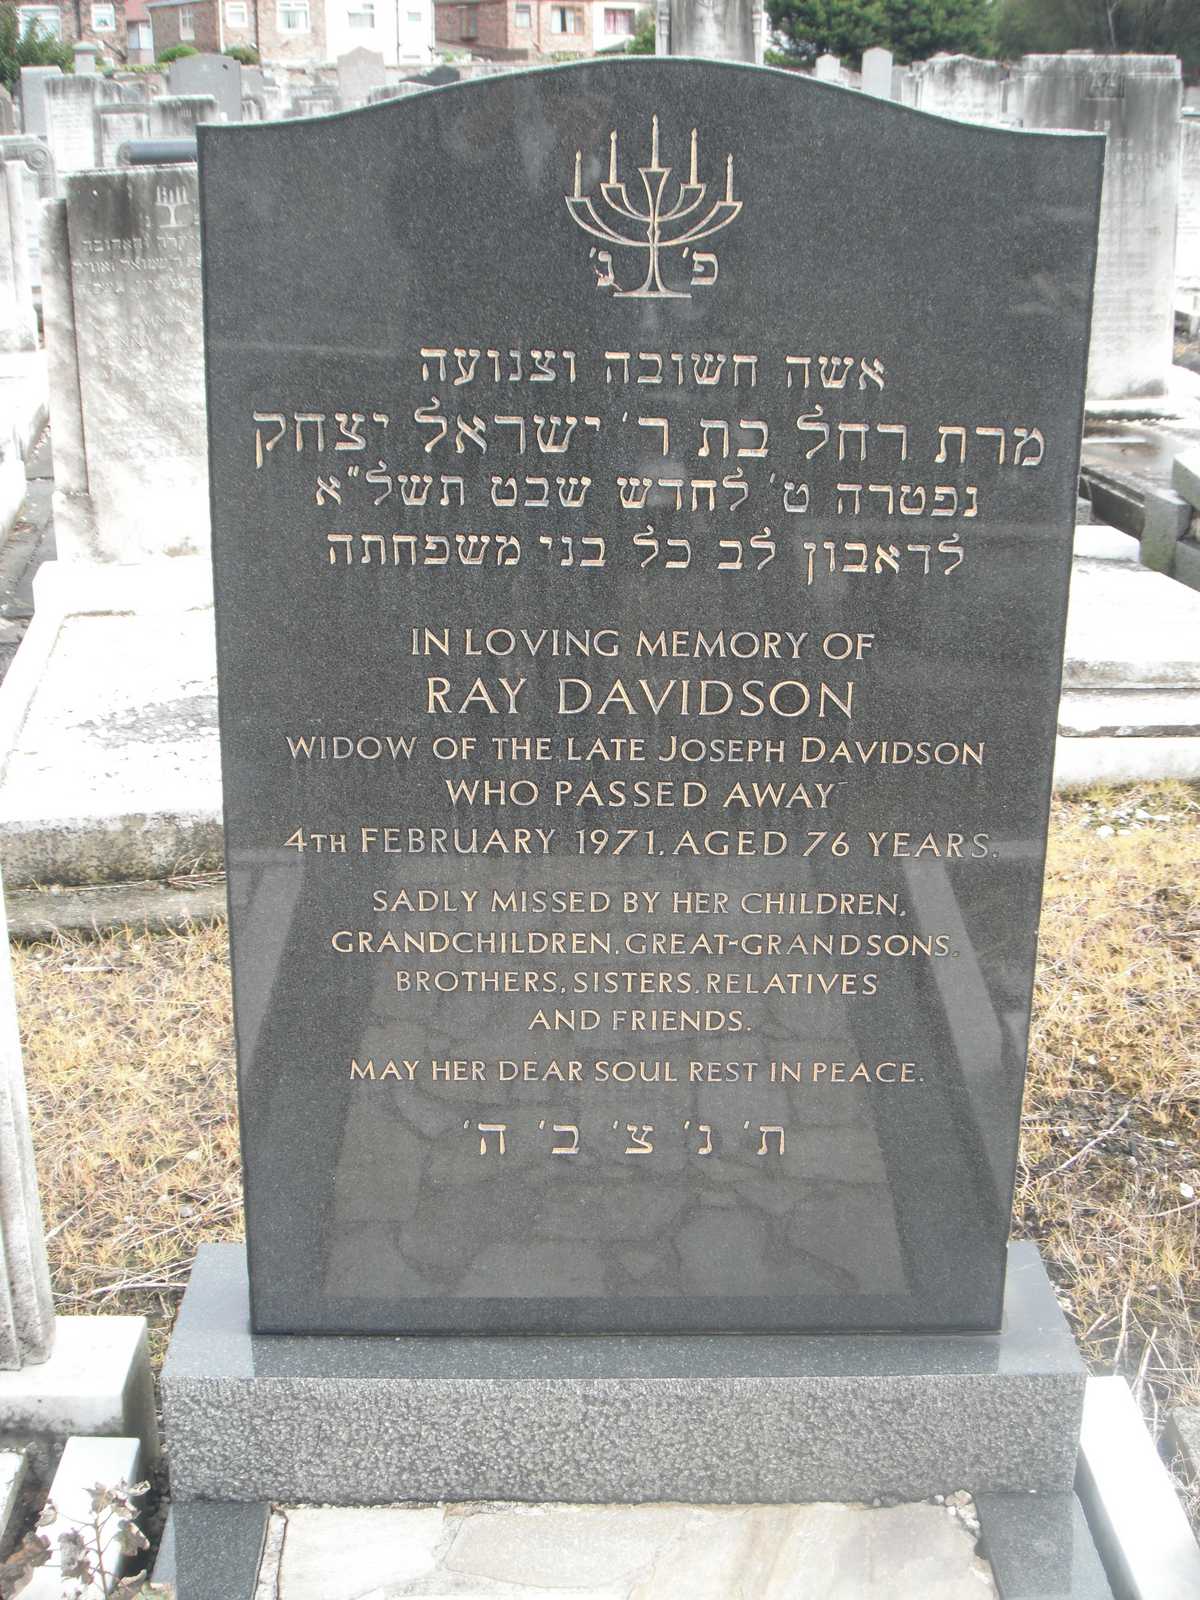 פ' נ'
אשה חשובה וצנועה
מרת רחל בת ר' ישראל יצחק
נפטרה ט' לחדש שבט תשל"א
לדאבון לב כל בני משפחתה
IN LOVING MEMORY OF
RAY DAVIDSON
WIDOW OF THE LATE JOSEPH DAVIDSON
WHO PASSED AWAY
4TH FEBRUARY 1971. AGED 76 YEARS.
SADLY MISSED BY HER CHILDREN,
GRANDCHILDREN, GREAT-GRANDSONS,
BROTHERS, SISTERS, RELATIVES
AND FRIENDS.
MAY HER DEAR SOUL REST IN PEACE.
ת' נ' צ' ב' ה'